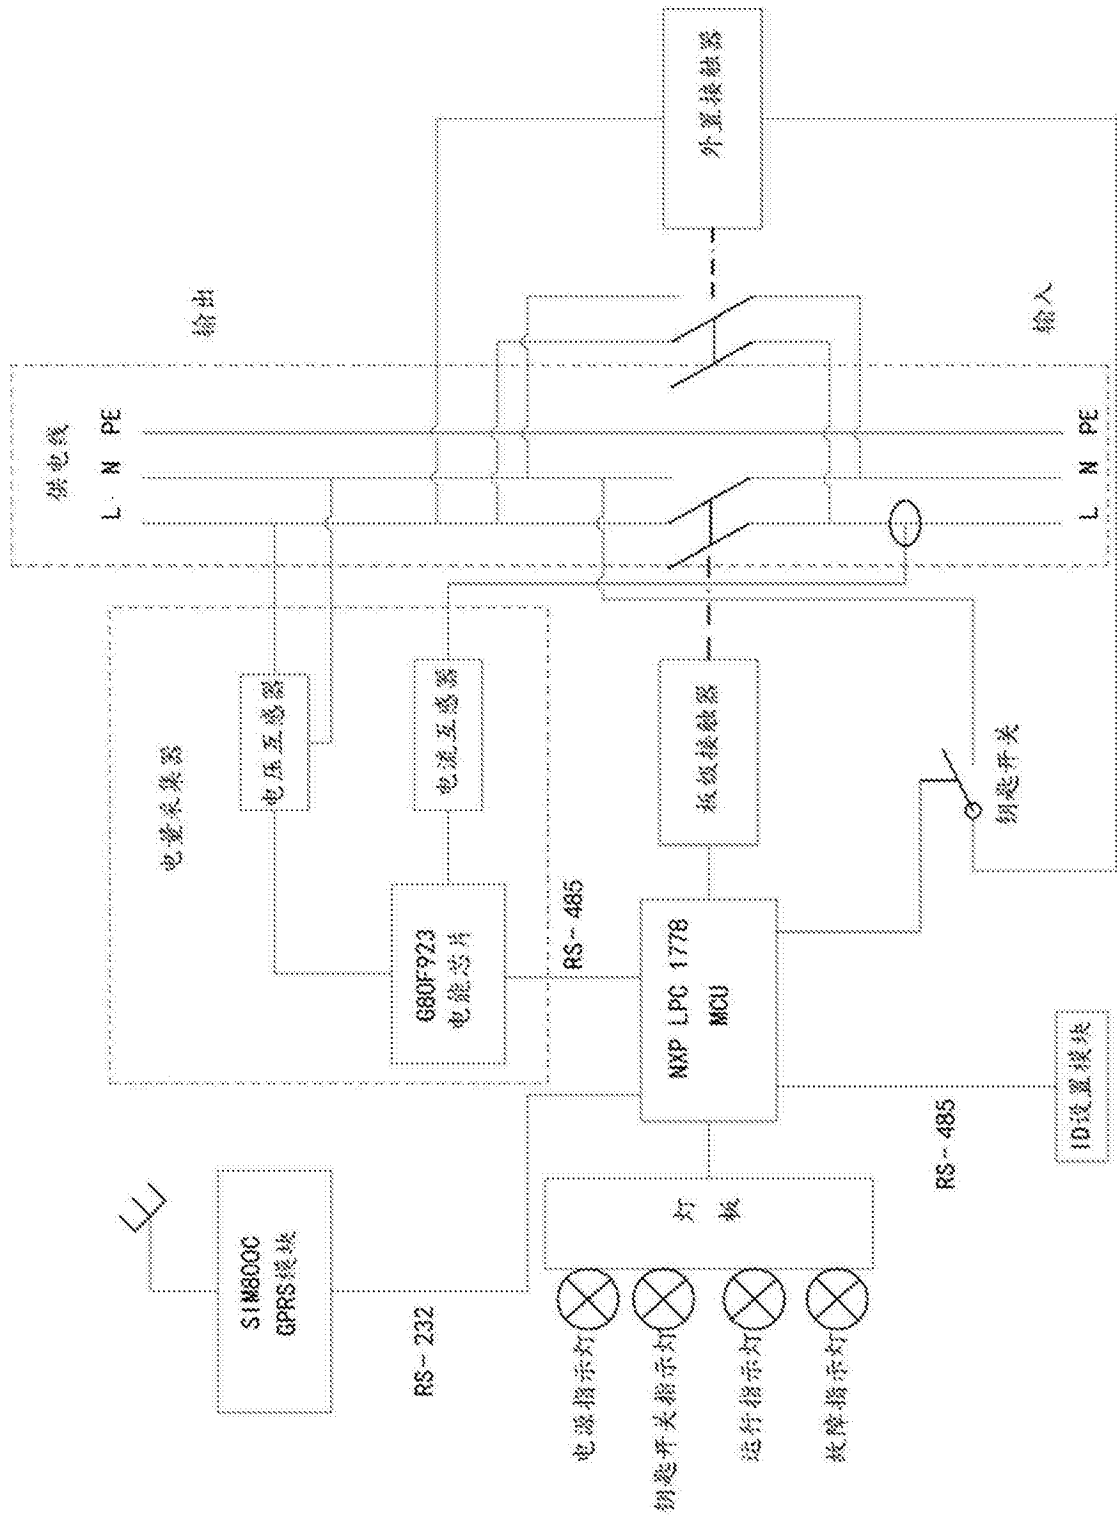 供电线
L N PE
输出
外置接触器
输入
L N PE
电量采集器
电压互感器
电流互感器
G80F923
电能芯片
板级接触器
钥匙开关
RS-485
NXP LPC 1778
MCU
SIM800C
GPRS模块
RS-232
灯
板
RS-485
ID设置模块
电源指示灯
钥匙开关指示灯
运行指示灯
故障指示灯